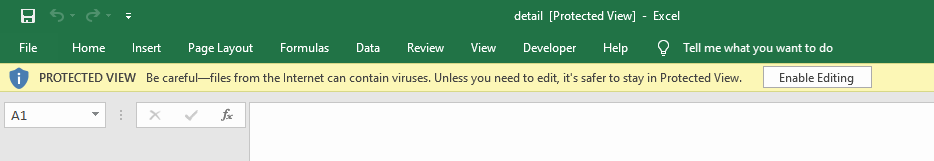 detail [Protected View] - Excel
File Home Insert Page Layout Formulas Data Review View Developer Help Tell me what you want to do
PROTECTED VIEW Be careful—files from the Internet can contain viruses. Unless you need to edit, it's safer to stay in Protected View. Enable Editing
A1 fx